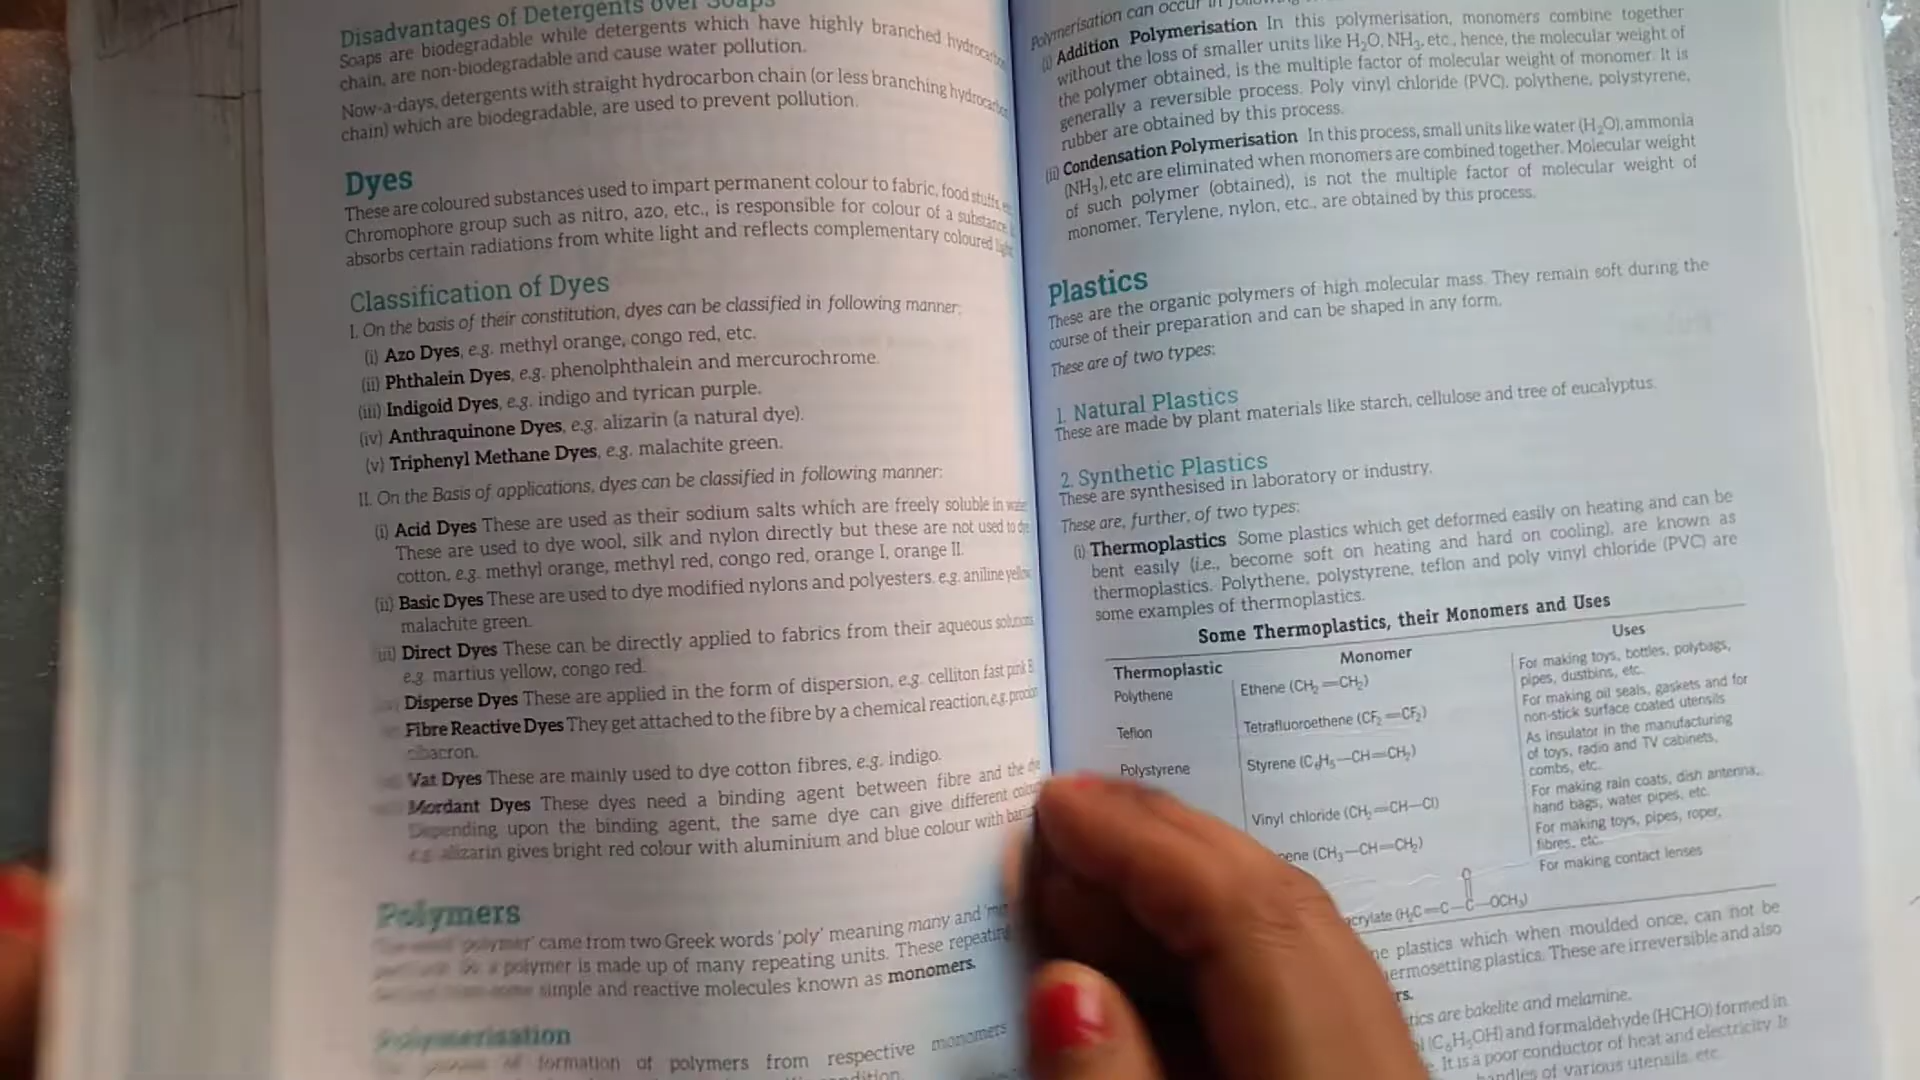 Disadvantages of Detergents over Soaps
Soaps are biodegradable while detergents which have highly branched hydrocarbon
chain, are non-biodegradable and cause water pollution.
Now-a-days, detergents with straight hydrocarbon chain (or less branching hydrocarbon
chain) which are biodegradable, are used to prevent pollution.
Dyes
These are coloured substances used to impart permanent colour to fabric, food stuffs,
Chromophore group such as nitro, azo, etc., is responsible for colour of a substance.
absorbs certain radiations from white light and reflects complementary coloured light
Classification of Dyes
I. On the basis of their constitution, dyes can be classified in following manner:
(i) Azo Dyes, e.g. methyl orange, congo red, etc.
(ii) Phthalein Dyes, e.g. phenolphthalein and mercurochrome.
(iii) Indigoid Dyes, e.g. indigo and tyrican purple.
(iv) Anthraquinone Dyes, e.g. alizarin (a natural dye).
(v) Triphenyl Methane Dyes, e.g. malachite green.
II. On the Basis of applications, dyes can be classified in following manner:
(i) Acid Dyes These are used as their sodium salts which are freely soluble in water
These are used to dye wool, silk and nylon directly but these are not used to dye
cotton, e.g. methyl orange, methyl red, congo red, orange I, orange II.
(ii) Basic Dyes These are used to dye modified nylons and polyesters, e.g. aniline yellow
malachite green.
iii) Direct Dyes These can be directly applied to fabrics from their aqueous solutions
e.g. martius yellow, congo red.
Disperse Dyes These are applied in the form of dispersion, e.g. celliton fast pink B
Fibre Reactive Dyes They get attached to the fibre by a chemical reaction, e.g. procion
cibacron.
Vat Dyes These are mainly used to dye cotton fibres, e.g. indigo.
Mordant Dyes These dyes need a binding agent between fibre and the dye
Depending upon the binding agent, the same dye can give different colour
e.g. alizarin gives bright red colour with aluminium and blue colour with
Polymers
'polymer' came from two Greek words 'poly' meaning many and
a polymer is made up of many repeating units. These repeating
simple and reactive molecules known as monomers.
Polymerisation
of formation of polymers from respective monomers
Polymerisation can occur in
(i) Addition Polymerisation In this polymerisation, monomers combine together
without the loss of smaller units like H₂O, NH₃, etc., hence, the molecular weight of
the polymer obtained, is the multiple factor of molecular weight of monomer. It is
generally a reversible process. Poly vinyl chloride (PVC), polythene, polystyrene,
rubber are obtained by this process.
(ii) Condensation Polymerisation In this process, small units like water (H₂O), ammonia
(NH₃), etc are eliminated when monomers are combined together. Molecular weight
of such polymer (obtained), is not the multiple factor of molecular weight of
monomer. Terylene, nylon, etc., are obtained by this process.
Plastics
These are the organic polymers of high molecular mass. They remain soft during the
course of their preparation and can be shaped in any form.
These are of two types:
1. Natural Plastics
These are made by plant materials like starch, cellulose and tree of eucalyptus.
2. Synthetic Plastics
These are synthesised in laboratory or industry.
These are, further, of two types:
(i) Thermoplastics Some plastics which get deformed easily on heating and can be
bent easily (i.e., become soft on heating and hard on cooling), are known as
thermoplastics. Polythene, polystyrene, teflon and poly vinyl chloride (PVC) are
some examples of thermoplastics.
Some Thermoplastics, their Monomers and Uses
Thermoplastic Monomer Uses
Polythene Ethene (CH₂=CH₂) For making toys, bottles, polybags,
pipes, dustbins, etc.
Teflon Tetrafluoroethene (CF₂=CF₂) For making oil seals, gaskets and for
non-stick surface coated utensils
Polystyrene Styrene (C₆H₅—CH=CH₂) As insulator in the manufacturing
of toys, radio and TV cabinets,
combs, etc.
Vinyl chloride (CH₂=CH—Cl) For making rain coats, dish antenna,
hand bags, water pipes, etc.
pene (CH₃—CH=CH₂) For making toys, pipes, roper,
fibres, etc.
acrylate (H₂C=C—C—OCH₃) For making contact lenses
O
me plastics which when moulded once, can not be
ermosetting plastics. These are irreversible and also
rs.
tics are bakelite and melamine.
(C₆H₅OH) and formaldehyde (HCHO) formed in
It is a poor conductor of heat and electricity. It
handles of various utensils, etc.